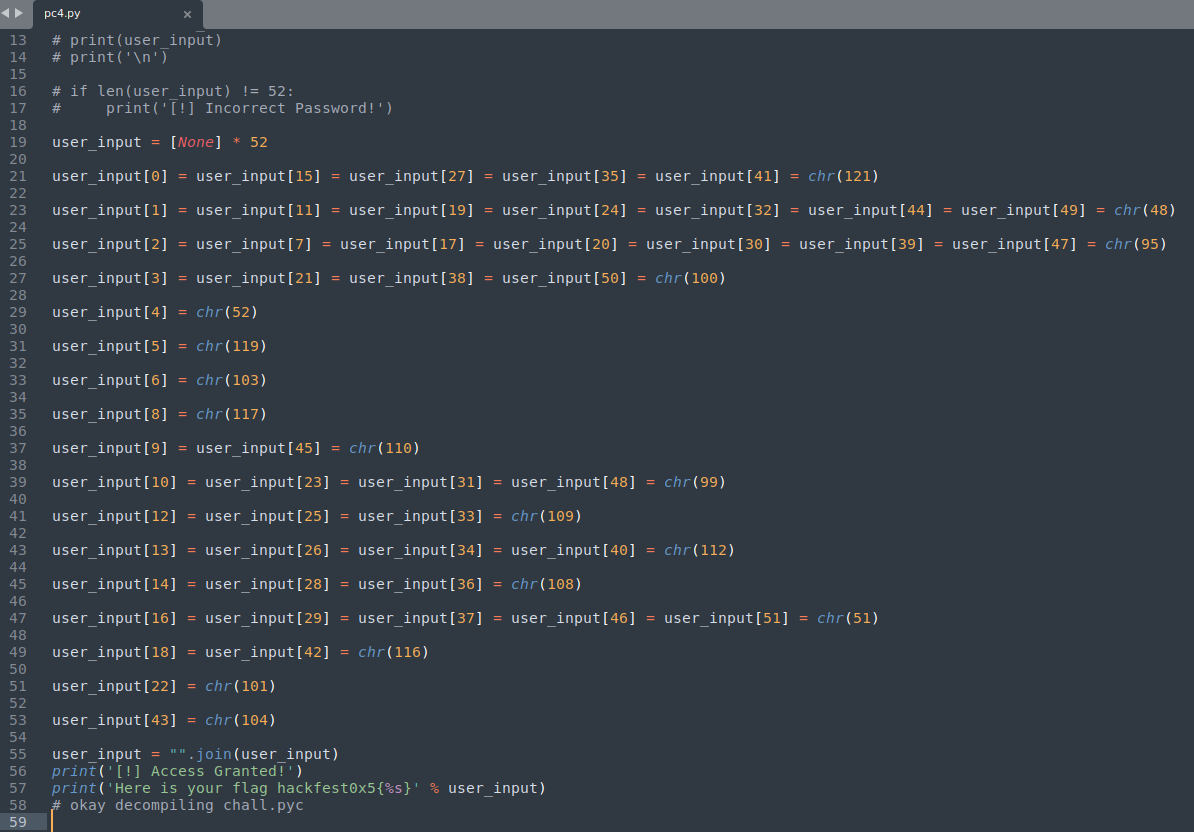 pc4.py ×
13 # print(user_input)
14 # print('\n')
15
16 # if len(user_input) != 52:
17 #     print('[!] Incorrect Password!')
18
19 user_input = [None] * 52
20
21 user_input[0] = user_input[15] = user_input[27] = user_input[35] = user_input[41] = chr(121)
22
23 user_input[1] = user_input[11] = user_input[19] = user_input[24] = user_input[32] = user_input[44] = user_input[49] = chr(48)
24
25 user_input[2] = user_input[7] = user_input[17] = user_input[20] = user_input[30] = user_input[39] = user_input[47] = chr(95)
26
27 user_input[3] = user_input[21] = user_input[38] = user_input[50] = chr(100)
28
29 user_input[4] = chr(52)
30
31 user_input[5] = chr(119)
32
33 user_input[6] = chr(103)
34
35 user_input[8] = chr(117)
36
37 user_input[9] = user_input[45] = chr(110)
38
39 user_input[10] = user_input[23] = user_input[31] = user_input[48] = chr(99)
40
41 user_input[12] = user_input[25] = user_input[33] = chr(109)
42
43 user_input[13] = user_input[26] = user_input[34] = user_input[40] = chr(112)
44
45 user_input[14] = user_input[28] = user_input[36] = chr(108)
46
47 user_input[16] = user_input[29] = user_input[37] = user_input[46] = user_input[51] = chr(51)
48
49 user_input[18] = user_input[42] = chr(116)
50
51 user_input[22] = chr(101)
52
53 user_input[43] = chr(104)
54
55 user_input = "".join(user_input)
56 print('[!] Access Granted!')
57 print('Here is your flag hackfest0x5{%s}' % user_input)
58 # okay decompiling chall.pyc
59